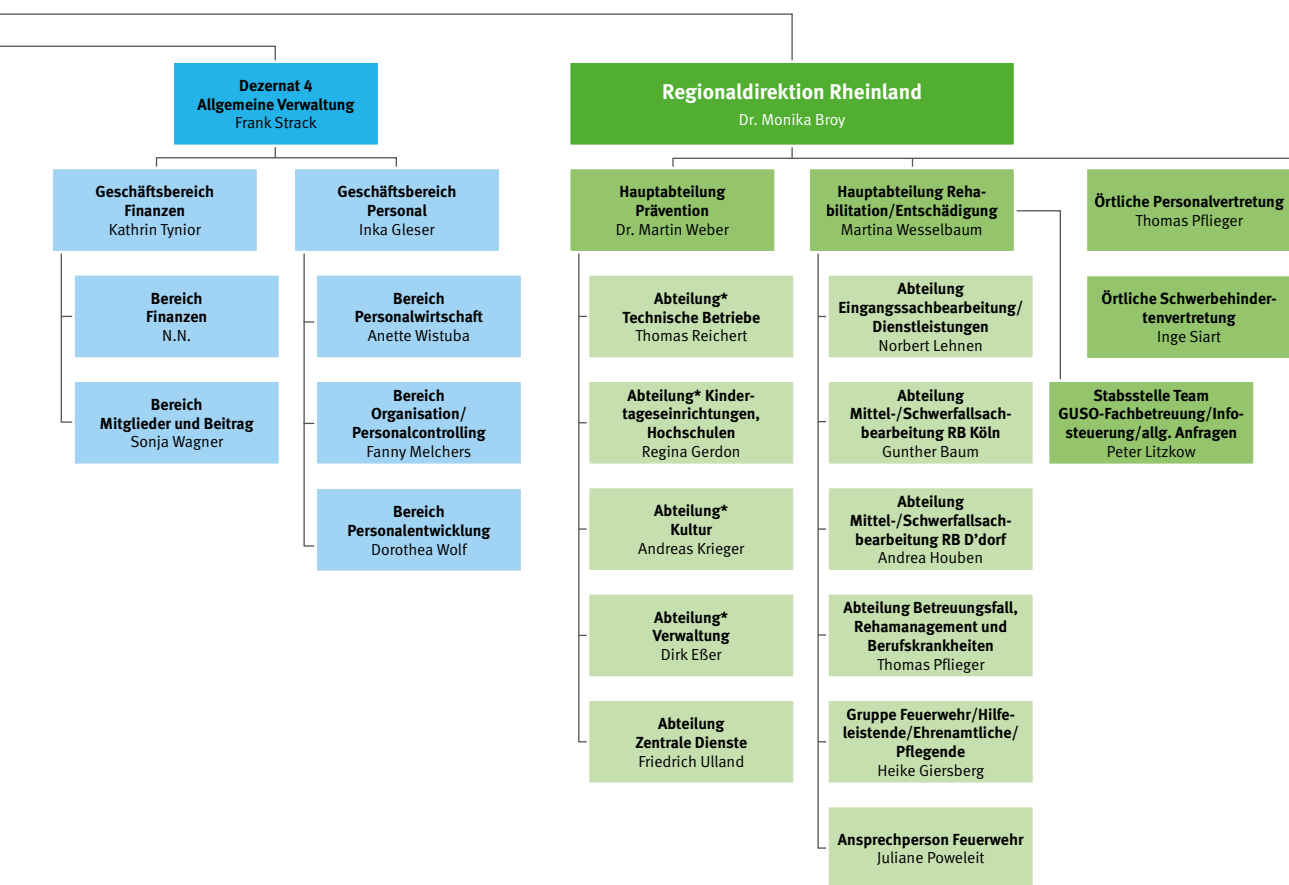 Dezernat 4
Allgemeine Verwaltung
Frank Strack
Geschäftsbereich
Finanzen
Kathrin Tynior
Bereich
Finanzen
N.N.
Bereich
Mitglieder und Beitrag
Sonja Wagner
Geschäftsbereich
Personal
Inka Gleser
Bereich
Personalwirtschaft
Anette Wistuba
Bereich
Organisation/
Personalcontrolling
Fanny Melchers
Bereich
Personalentwicklung
Dorothea Wolf
Regionaldirektion Rheinland
Dr. Monika Broy
Hauptabteilung
Prävention
Dr. Martin Weber
Abteilung*
Technische Betriebe
Thomas Reichert
Abteilung* Kinder-
tageseinrichtungen,
Hochschulen
Regina Gerdon
Abteilung*
Kultur
Andreas Krieger
Abteilung*
Verwaltung
Dirk Eßer
Abteilung
Zentrale Dienste
Friedrich Ulland
Hauptabteilung Reha-
bilitation/Entschädigung
Martina Wesselbaum
Abteilung
Eingangssachbearbeitung/
Dienstleistungen
Norbert Lehnen
Abteilung
Mittel-/Schwerfallsach-
bearbeitung RB Köln
Gunther Baum
Abteilung
Mittel-/Schwerfallsach-
bearbeitung RB D’dorf
Andrea Houben
Abteilung Betreuungsfall,
Rehamanagement und
Berufskrankheiten
Thomas Pflieger
Gruppe Feuerwehr/Hilfe-
leistende/Ehrenamtliche/
Pflegende
Heike Giersberg
Ansprechperson Feuerwehr
Juliane Poweleit
Örtliche Personalvertretung
Thomas Pflieger
Örtliche Schwerbehinder-
tenvertretung
Inge Siart
Stabsstelle Team
GUSO-Fachbetreuung/Info-
steuerung/allg. Anfragen
Peter Litzkow